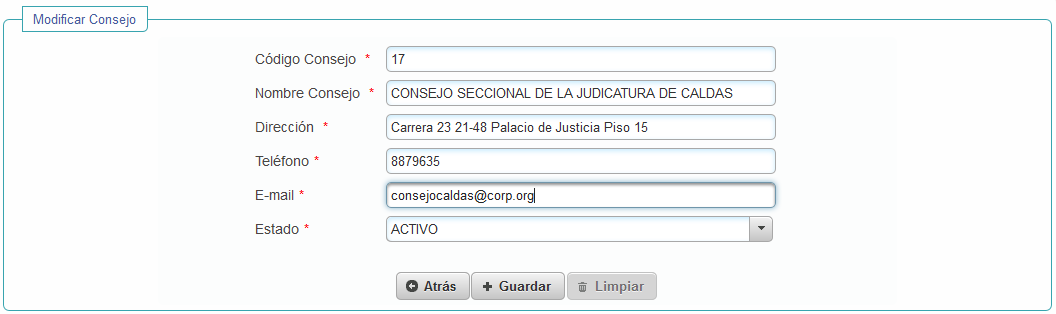 Modificar Consejo
Código Consejo * 17
Nombre Consejo * CONSEJO SECCIONAL DE LA JUDICATURA DE CALDAS
Dirección * Carrera 23 21-48 Palacio de Justicia Piso 15
Teléfono * 8879635
E-mail * consejocaldas@corp.org
Estado * ACTIVO
Atrás Guardar Limpiar